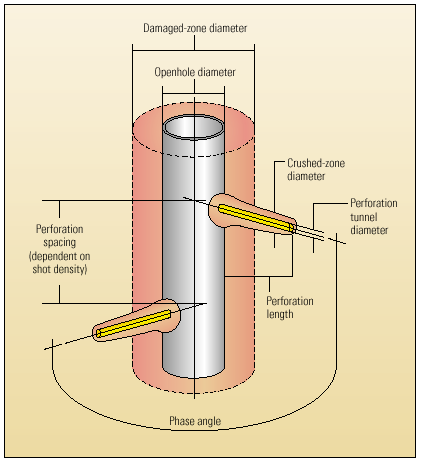 Damaged-zone diameter
Openhole diameter
Crushed-zone
diameter
Perforation
tunnel
diameter
Perforation
spacing
(dependent on
shot density)
Perforation
length
Phase angle